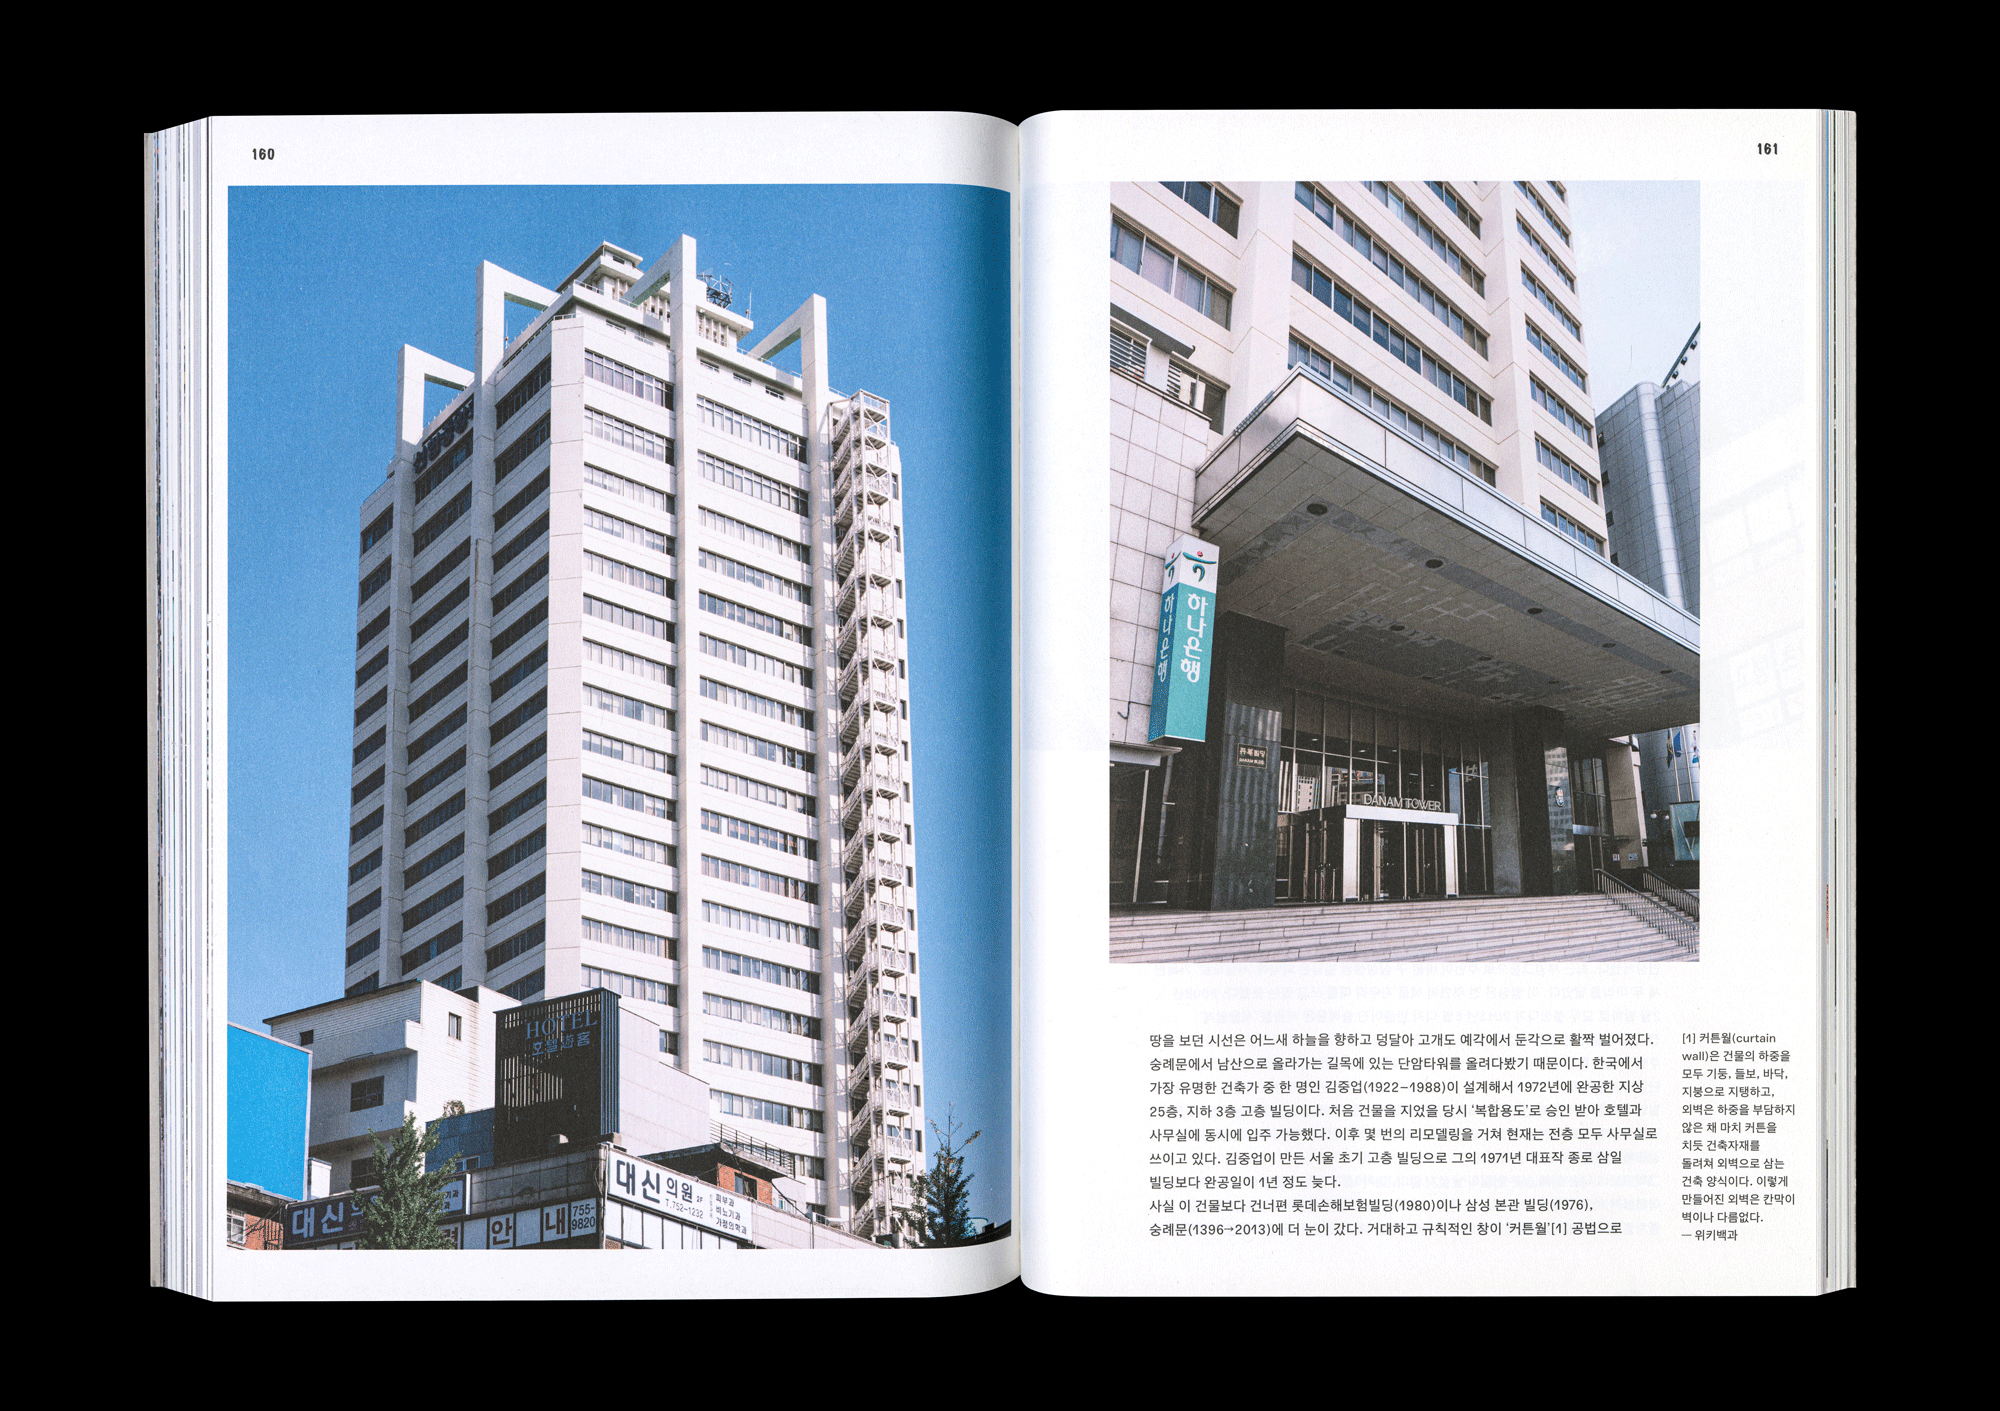 160
HOTEL
대신의원
2F
T.752-1232
피부과
비뇨기과
가정의학과
대신의
안
내
755-
9820
161
하나은행
하나은행
DANAM TOWER
땅을 보던 시선은 어느새 하늘을 향하고 덩달아 고개도 예각에서 둔각으로 활짝 벌어졌다.
숭례문에서 남산으로 올라가는 길목에 있는 단암타워를 올려다봤기 때문이다. 한국에서
가장 유명한 건축가 중 한 명인 김중업(1922–1988)이 설계해서 1972년에 완공한 지상
25층, 지하 3층 고층 빌딩이다. 처음 건물을 지었을 당시 ‘복합용도’로 승인 받아 호텔과
사무실에 동시에 입주 가능했다. 이후 몇 번의 리모델링을 거쳐 현재는 전층 모두 사무실로
쓰이고 있다. 김중업이 만든 서울 초기 고층 빌딩으로 그의 1971년 대표작 종로 삼일
빌딩보다 완공일이 1년 정도 늦다.
사실 이 건물보다 건너편 롯데손해보험빌딩(1980)이나 삼성 본관 빌딩(1976),
숭례문(1396→2013)에 더 눈이 갔다. 거대하고 규칙적인 창이 ‘커튼월’[1] 공법으로
[1] 커튼월(curtain
wall)은 건물의 하중을
모두 기둥, 들보, 바닥,
지붕으로 지탱하고,
외벽은 하중을 부담하지
않은 채 마치 커튼을
치듯 건축자재를
돌려쳐 외벽으로 삼는
건축 양식이다. 이렇게
만들어진 외벽은 칸막이
벽이나 다름없다.
— 위키백과